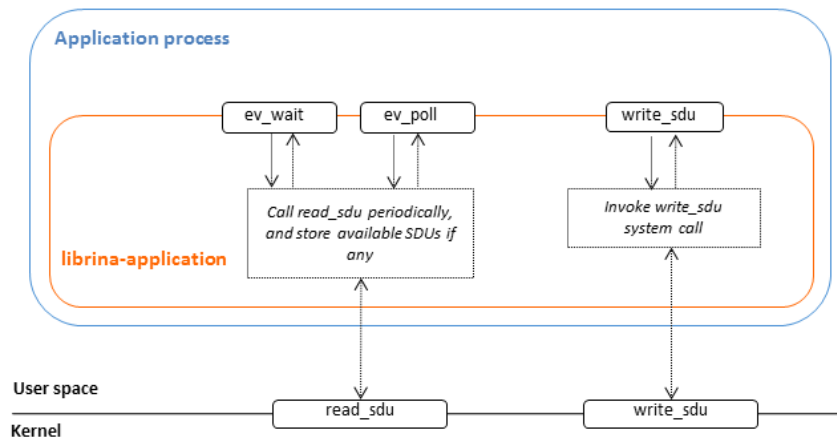 Application process
ev_wait
ev_poll
write_sdu
Call read_sdu periodically,
and store available SDUs if
any
Invoke write_sdu
system call
librina-application
User space
read_sdu
write_sdu
Kernel